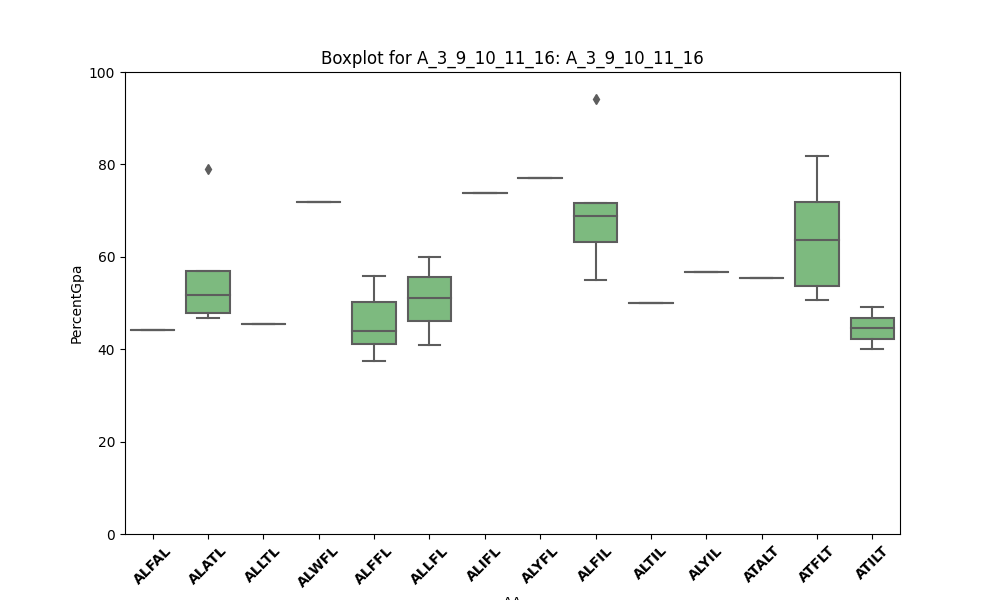 Boxplot for A_3_9_10_11_16: A_3_9_10_11_16
100
80
60
40
20
0
PercentGpa
ALFAL
ALATL
ALLTL
ALWFL
ALFFL
ALLFL
ALIFL
ALYFL
ALFIL
ALTIL
ALYIL
ATALT
ATFLT
ATILT